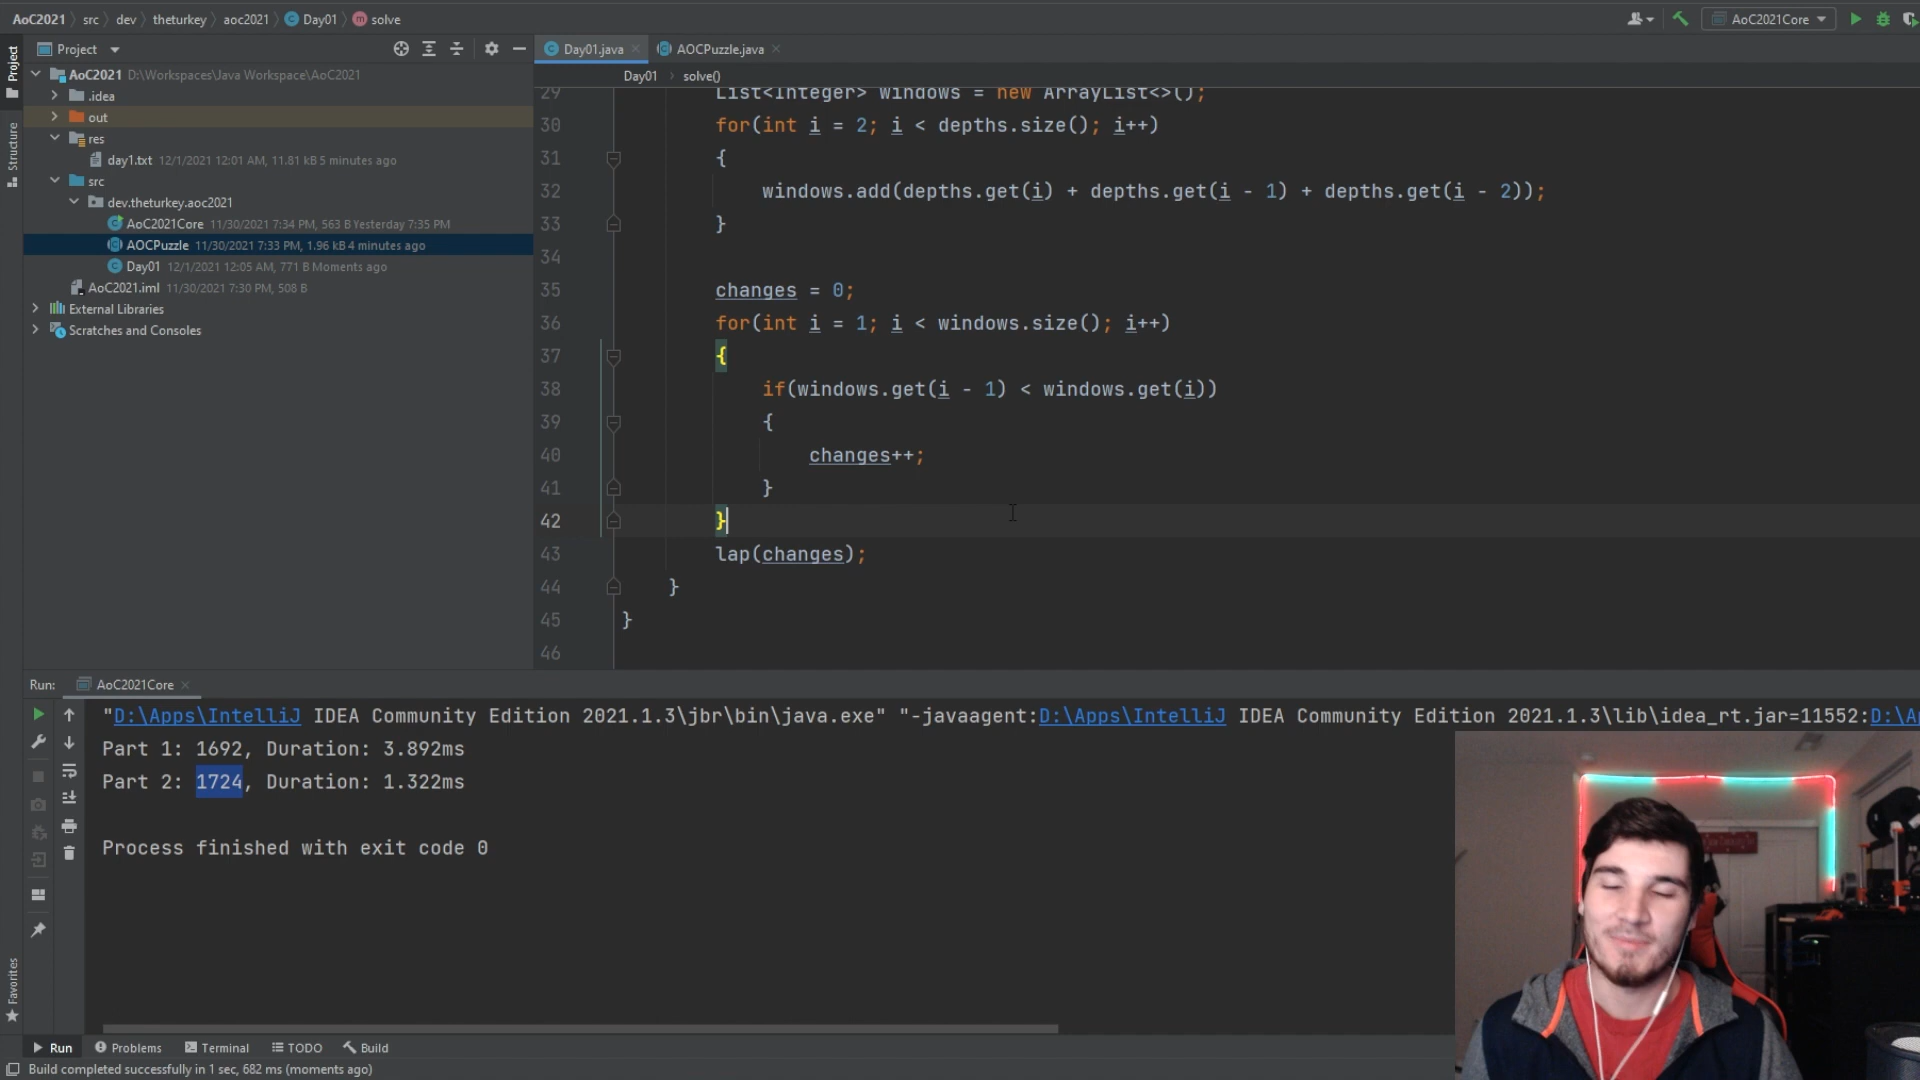 AoC2021 src dev theturkey aoc2021 Day01 solve
AoC2021Core
Project
Day01.java
AOCPuzzle.java
Day01 solve()
Project
Structure
Favorites
AoC2021 D:\Workspaces\Java Workspace\AoC2021
.idea
out
res
day1.txt 12/1/2021 12:01 AM, 11.81 kB 5 minutes ago
src
dev.theturkey.aoc2021
AoC2021Core 11/30/2021 7:34 PM, 563 B Yesterday 7:35 PM
AOCPuzzle 11/30/2021 7:33 PM, 1.96 kB 4 minutes ago
Day01 12/1/2021 12:05 AM, 771 B Moments ago
AoC2021.iml 11/30/2021 7:30 PM, 508 B
External Libraries
Scratches and Consoles
29 List<Integer> windows = new ArrayList<>();
30 for(int i = 2; i < depths.size(); i++)
31 {
32 windows.add(depths.get(i) + depths.get(i - 1) + depths.get(i - 2));
33 }
34
35 changes = 0;
36 for(int i = 1; i < windows.size(); i++)
37 {
38 if(windows.get(i - 1) < windows.get(i))
39 {
40 changes++;
41 }
42 }
43 lap(changes);
44 }
45 }
46
Run: AoC2021Core
"D:\Apps\IntelliJ IDEA Community Edition 2021.1.3\jbr\bin\java.exe" "-javaagent:D:\Apps\IntelliJ IDEA Community Edition 2021.1.3\lib\idea_rt.jar=11552:D:\A
Part 1: 1692, Duration: 3.892ms
Part 2: 1724, Duration: 1.322ms
Process finished with exit code 0
Run Problems Terminal TODO Build
Build completed successfully in 1 sec, 682 ms (moments ago)